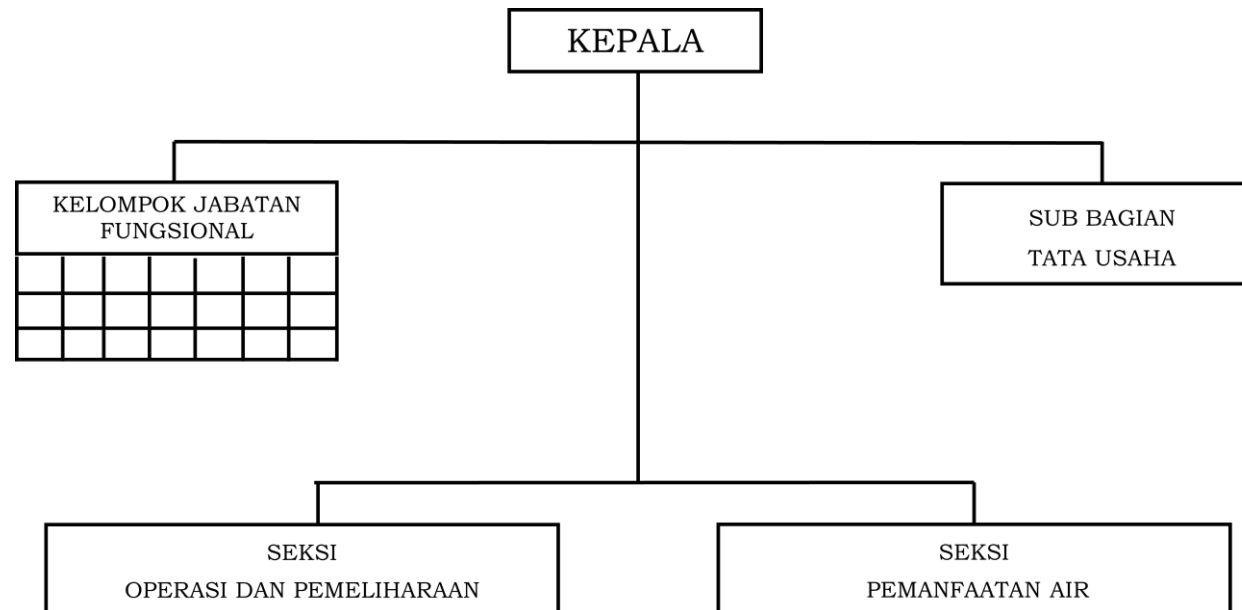 KEPALA
KELOMPOK JABATAN
FUNGSIONAL
SUB BAGIAN
TATA USAHA
SEKSI
OPERASI DAN PEMELIHARAAN
SEKSI
PEMANFAATAN AIR